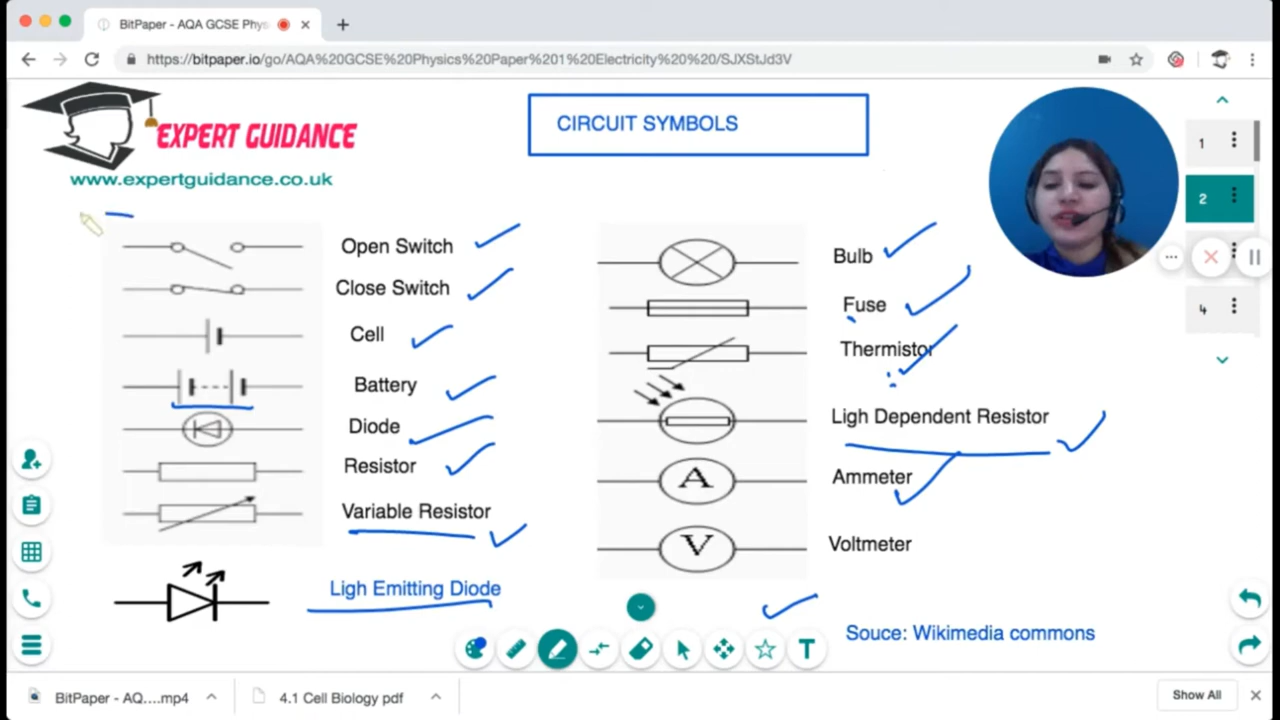 BitPaper - AQA GCSE Phys
https://bitpaper.io/go/AQA%20GCSE%20Physics%20Paper%201%20Electricity%20%20/SJXStJd3V
EXPERT GUIDANCE
www.expertguidance.co.uk
CIRCUIT SYMBOLS
1
2
4
Open Switch
Close Switch
Cell
Battery
Diode
Resistor
Variable Resistor
Ligh Emitting Diode
Bulb
Fuse
Thermistor
Ligh Dependent Resistor
A
Ammeter
V
Voltmeter
Souce: Wikimedia commons
T
BitPaper - AQ....mp4
4.1 Cell Biology pdf
Show All